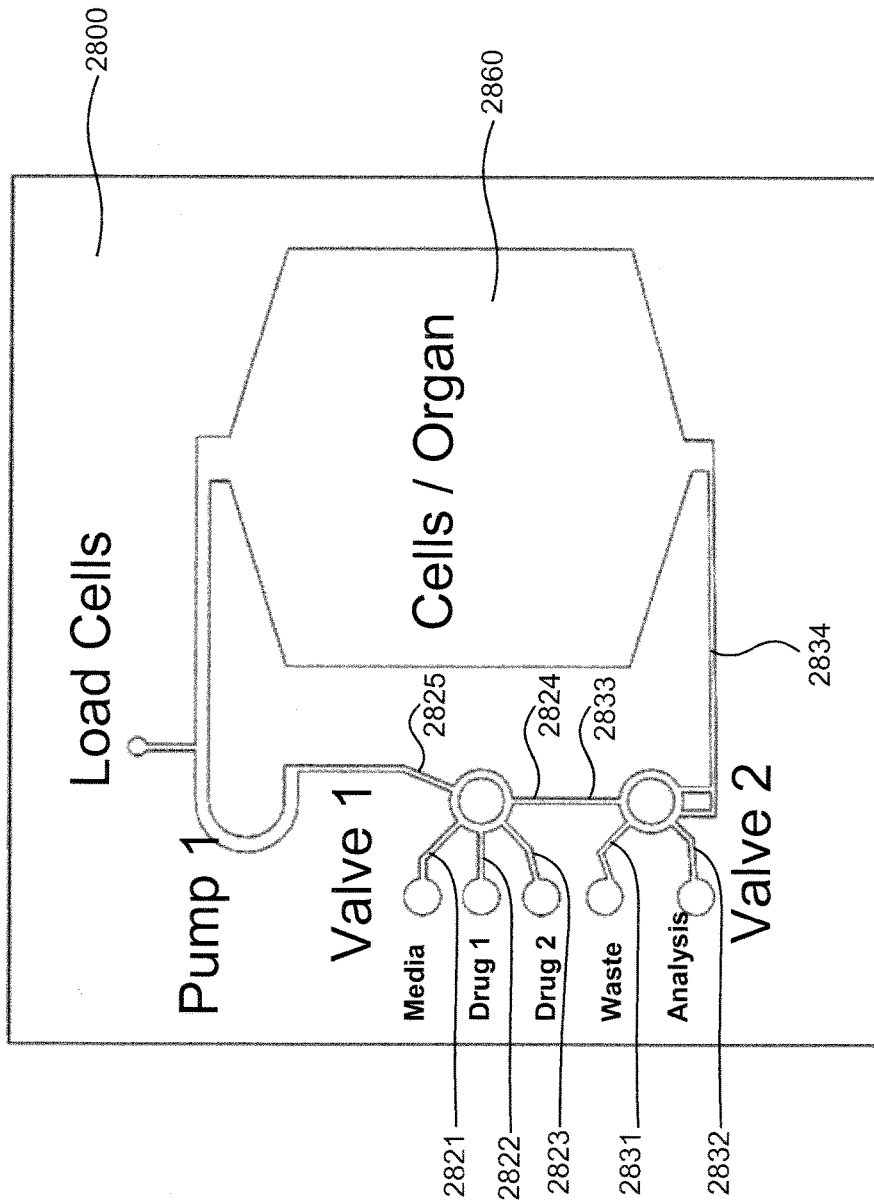 2800
2860
Load Cells
Cells / Organ
Pump 1
Valve 1
2825
2824
2833
2834
Media
Drug 1
Drug 2
Waste
Analysis
Valve 2
2821
2822
2823
2831
2832